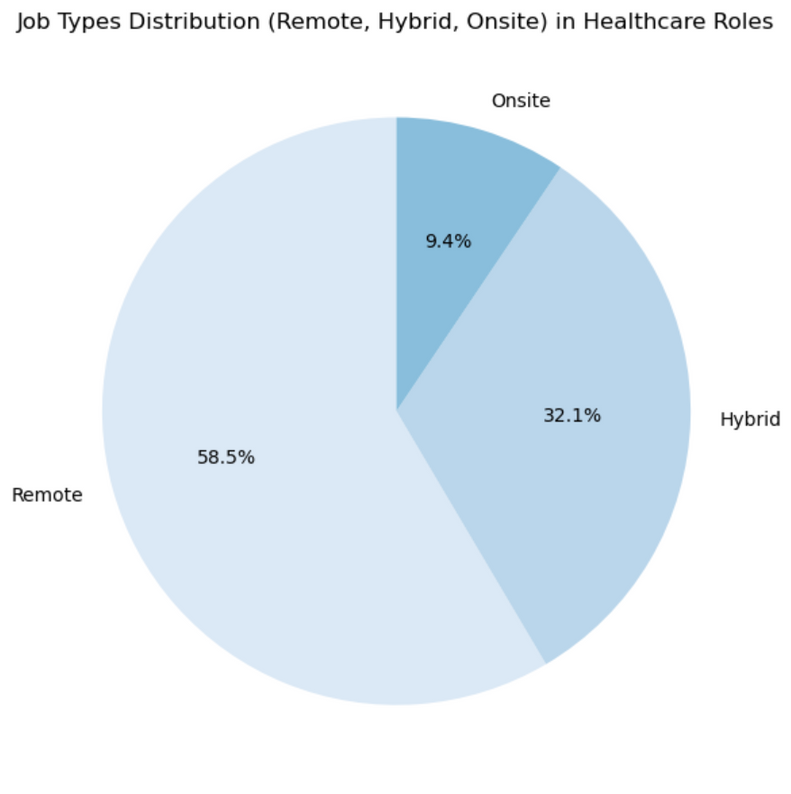 Job Types Distribution (Remote, Hybrid, Onsite) in Healthcare Roles
Onsite
9.4%
32.1%
Hybrid
58.5%
Remote